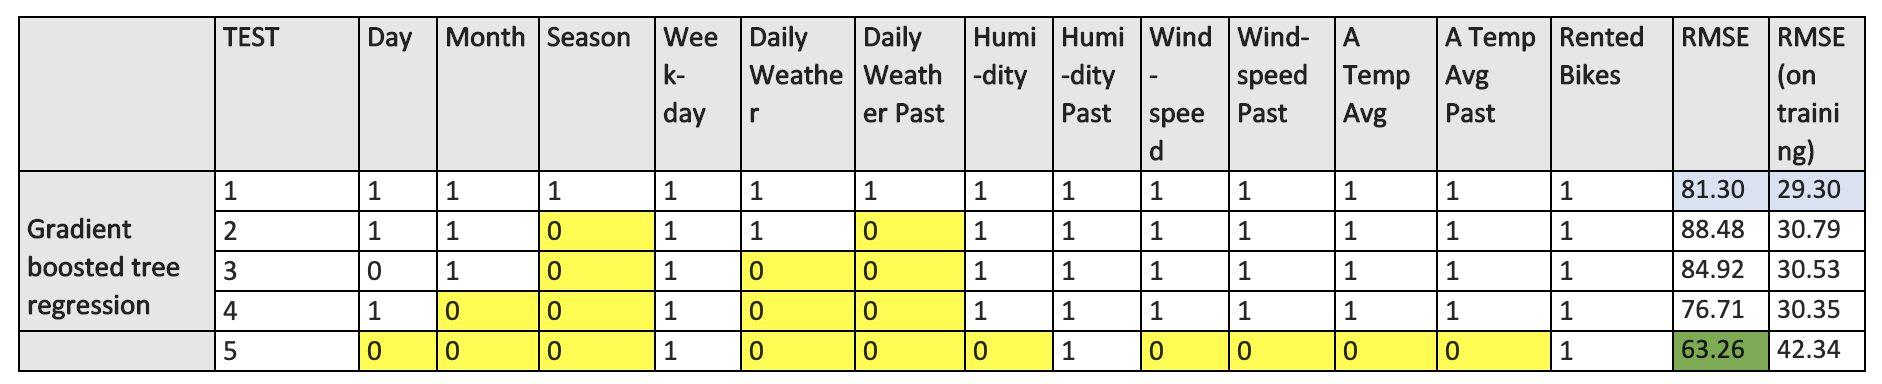 TEST Day Month Season Wee k- day Daily Weathe r Daily Weath er Past Humi -dity Humi -dity Past Wind - spee d Wind- speed Past A Temp Avg A Temp Avg Past Rented Bikes RMSE RMSE (on traini ng)
Gradient boosted tree regression
1 1 1 1 1 1 1 1 1 1 1 1 1 1 81.30 29.30
2 1 1 0 1 1 0 1 1 1 1 1 1 1 88.48 30.79
3 0 1 0 1 0 0 1 1 1 1 1 1 1 84.92 30.53
4 1 0 0 1 0 0 1 1 1 1 1 1 1 76.71 30.35
5 0 0 0 1 0 0 0 1 0 0 0 0 1 63.26 42.34